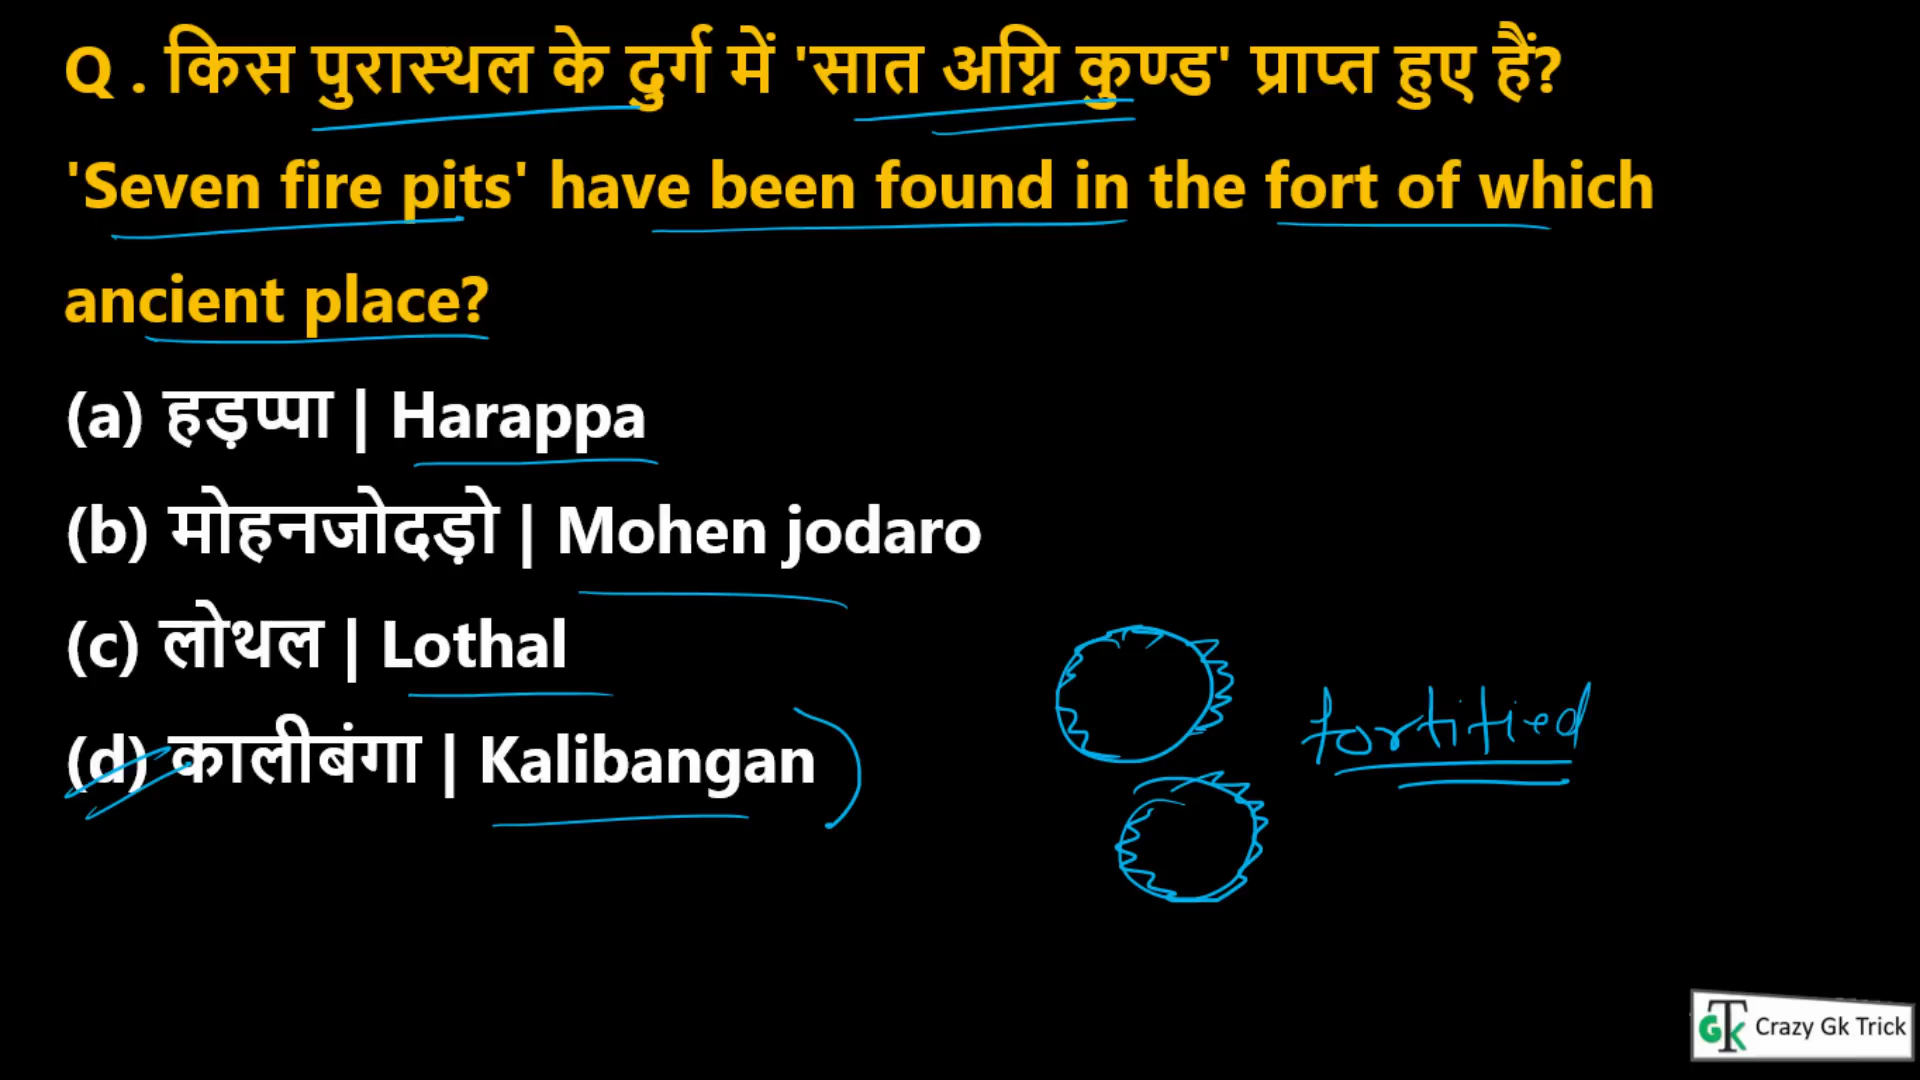 Q . किस पुरास्थल के दुर्ग में 'सात अग्नि कुण्ड' प्राप्त हुए हैं?
'Seven fire pits' have been found in the fort of which
ancient place?
(a) हड़प्पा | Harappa
(b) मोहनजोदड़ो | Mohen jodaro
(c) लोथल | Lothal
fortified
(d) कालीबंगा | Kalibangan
GTK Crazy Gk Trick